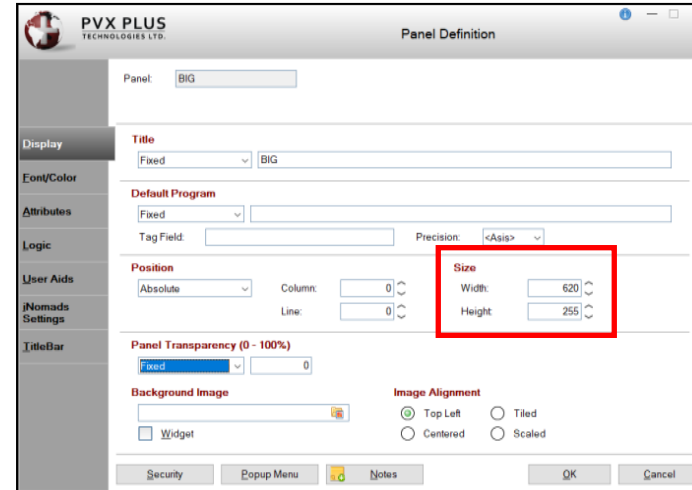 PVX PLUS
TECHNOLOGIES LTD.
Panel Definition
Panel: BIG
Display
Font/Color
Attributes
Logic
User Aids
iNomads
Settings
TitleBar
Title
Fixed BIG
Default Program
Fixed
Tag Field: Precision: <Asis>
Position Size
Absolute Column: 0 Width: 620
Line: 0 Height: 255
Panel Transparency (0 - 100%)
Fixed 0
Background Image Image Alignment
Top Left Tiled
Widget Centered Scaled
Security Popup Menu Notes OK Cancel